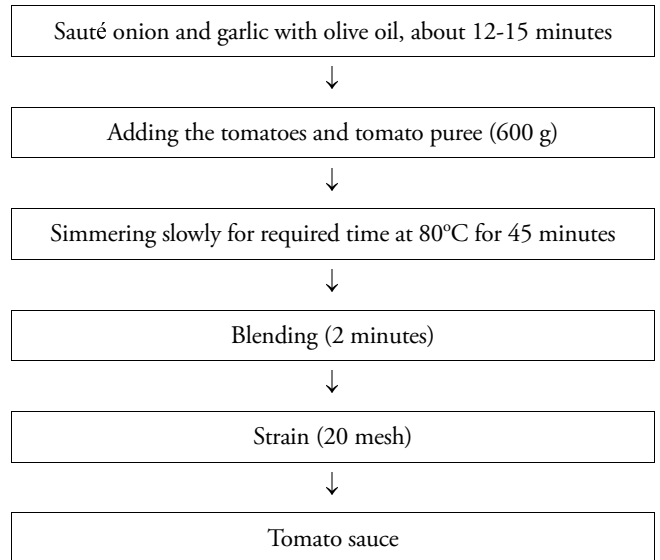 Sauté onion and garlic with olive oil, about 12-15 minutes
↓
Adding the tomatoes and tomato puree (600 g)
↓
Simmering slowly for required time at 80°C for 45 minutes
↓
Blending (2 minutes)
↓
Strain (20 mesh)
↓
Tomato sauce